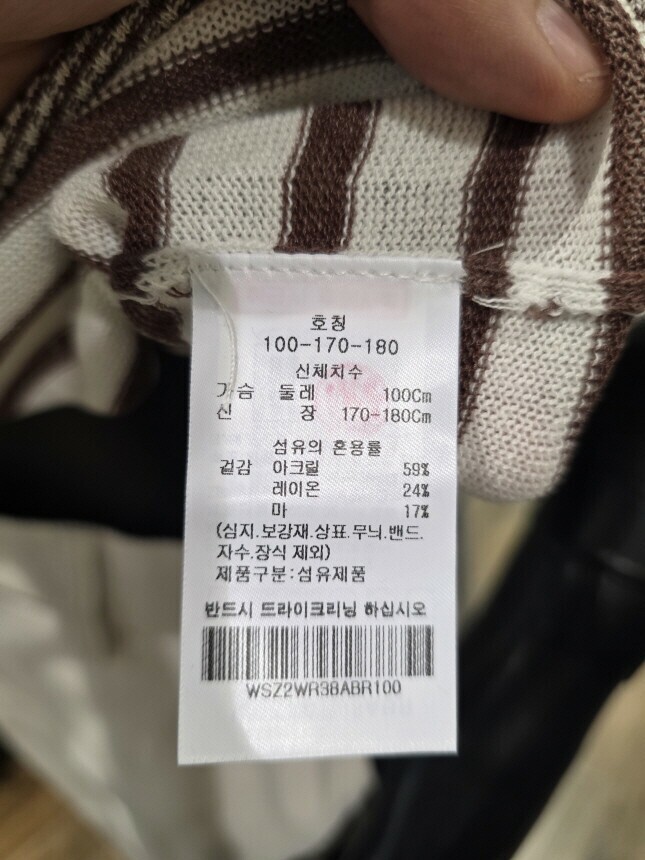 호칭
100-170-180
신체치수
가슴 둘레 100Cm
신 장 170-180Cm
섬유의 혼용률
겉감 아크릴 59%
레이온 24%
마 17%
(심지.보강재.상표.무늬.밴드.
자수.장식 제외)
제품구분:섬유제품
반드시 드라이크리닝 하십시오
WSZ2WR38ABR100